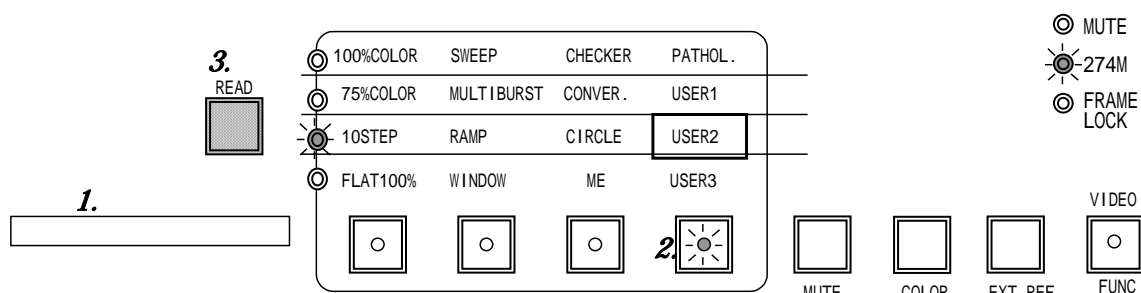 MUTE
274M
FRAME
LOCK
3.
READ
100%COLOR SWEEP CHECKER PATHOL.
75%COLOR MULTIBURST CONVER. USER1
10STEP RAMP CIRCLE USER2
FLAT100% WINDOW ME USER3
1.
2.
VIDEO
MUTE COLOR EXT REF FUNC